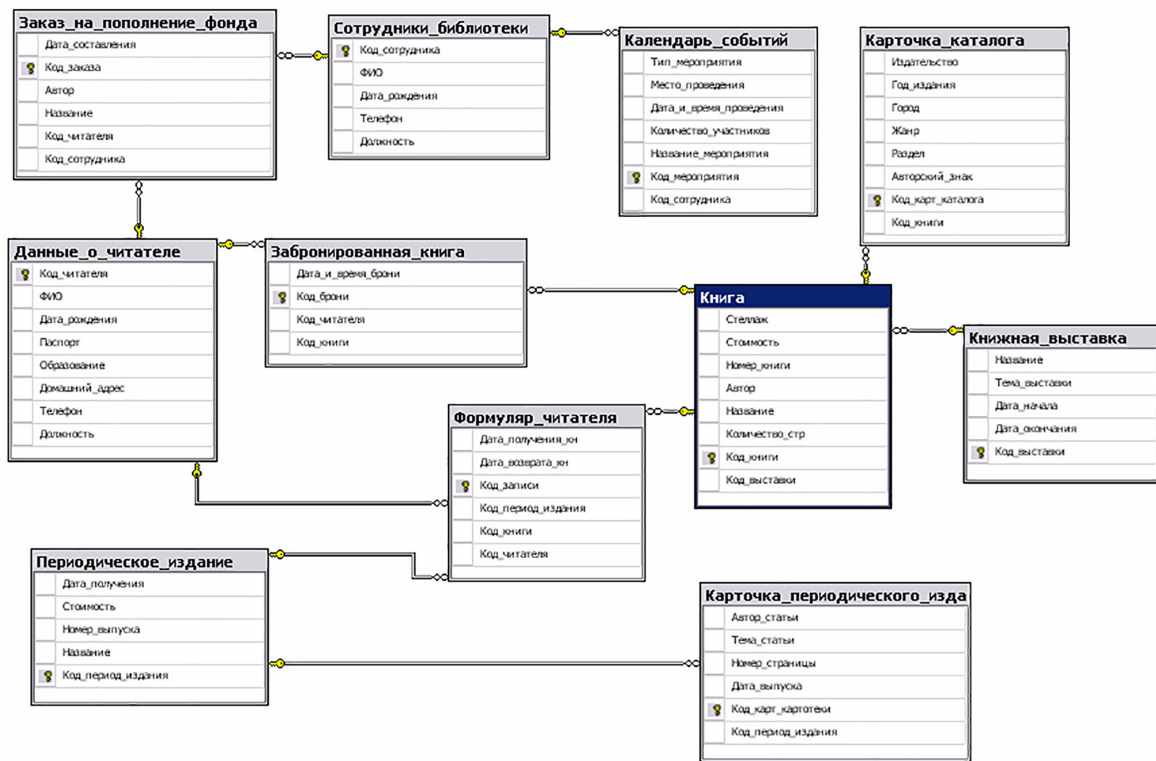 Заказ_на_пополнение_фонда
Дата_составления
Код_заказа
Автор
Название
Код_читателя
Код_сотрудника
Сотрудники_библиотеки
Код_сотрудника
ФИО
Дата_рождения
Телефон
Должность
Календарь_событий
Тип_мероприятия
Место_проведения
Дата_и_время_проведения
Количество_участников
Название_мероприятия
Код_мероприятия
Код_сотрудника
Карточка_каталога
Издательство
Год_издания
Город
Жанр
Раздел
Авторский_знак
Код_карт_каталога
Код_книги
Данные_о_читателе
Код_читателя
ФИО
Дата_рождения
Паспорт
Образование
Домашний_адрес
Телефон
Должность
Забронированная_книга
Дата_и_время_брони
Код_брони
Код_читателя
Код_книги
Книга
Стеллаж
Стоимость
Номер_книги
Автор
Название
Количество_стр
Код_книги
Код_выставки
Книжная_выставка
Название
Тема_выставки
Дата_начала
Дата_окончания
Код_выставки
Формуляр_читателя
Дата_получения_кн
Дата_возврата_кн
Код_записи
Код_период_издания
Код_книги
Код_читателя
Периодическое_издание
Дата_получения
Стоимость
Номер_выпуска
Название
Код_период_издания
Карточка_периодического_изда
Автор_статьи
Тема_статьи
Номер_страницы
Дата_выпуска
Код_карт_картотеки
Код_период_издания